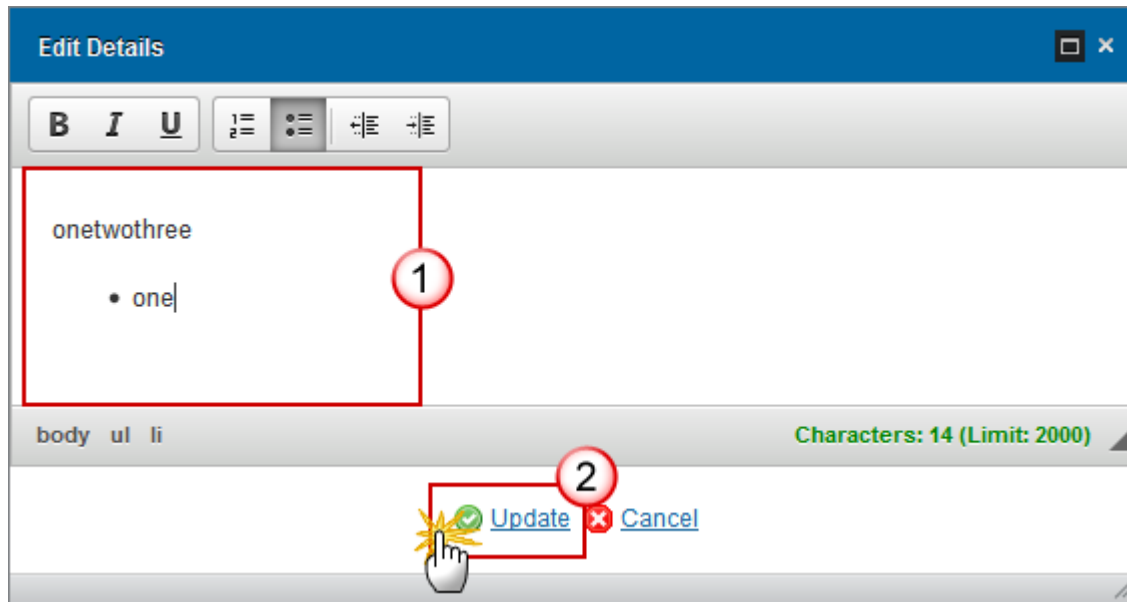 Edit Details
B I U
onetwothree
• one
1
body ul li
Characters: 14 (Limit: 2000)
2
Update Cancel